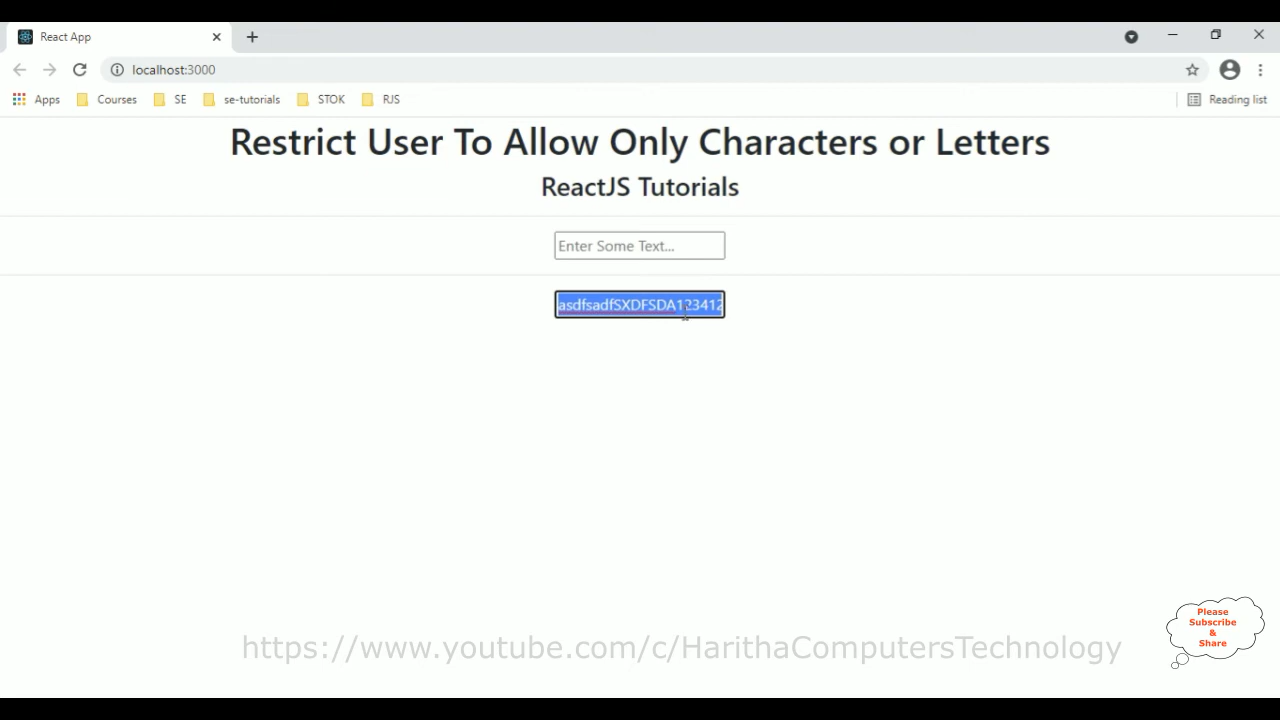 React App
localhost:3000
Apps Courses SE se-tutorials STOK RJS Reading list
Restrict User To Allow Only Characters or Letters
ReactJS Tutorials
Enter Some Text...
asdfsadfSXDFSDA123412
Please
Subscribe
&
Share
https://www.youtube.com/c/HarithaComputersTechnology